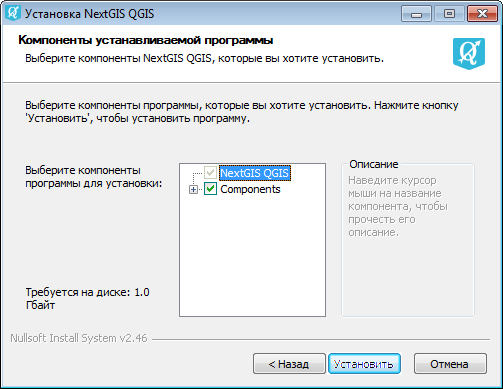 Установка NextGIS QGIS
Компоненты устанавливаемой программы
Выберите компоненты NextGIS QGIS, которые вы хотите установить.
Выберите компоненты программы, которые вы хотите установить. Нажмите кнопку
'Установить', чтобы установить программу.
Выберите компоненты
программы для установки:
NextGIS QGIS
Components
Описание
Наведите курсор
мыши на название
компонента, чтобы
прочесть его
описание.
Требуется на диске: 1.0
Гбайт
Nullsoft Install System v2.46
< Назад
Установить
Отмена